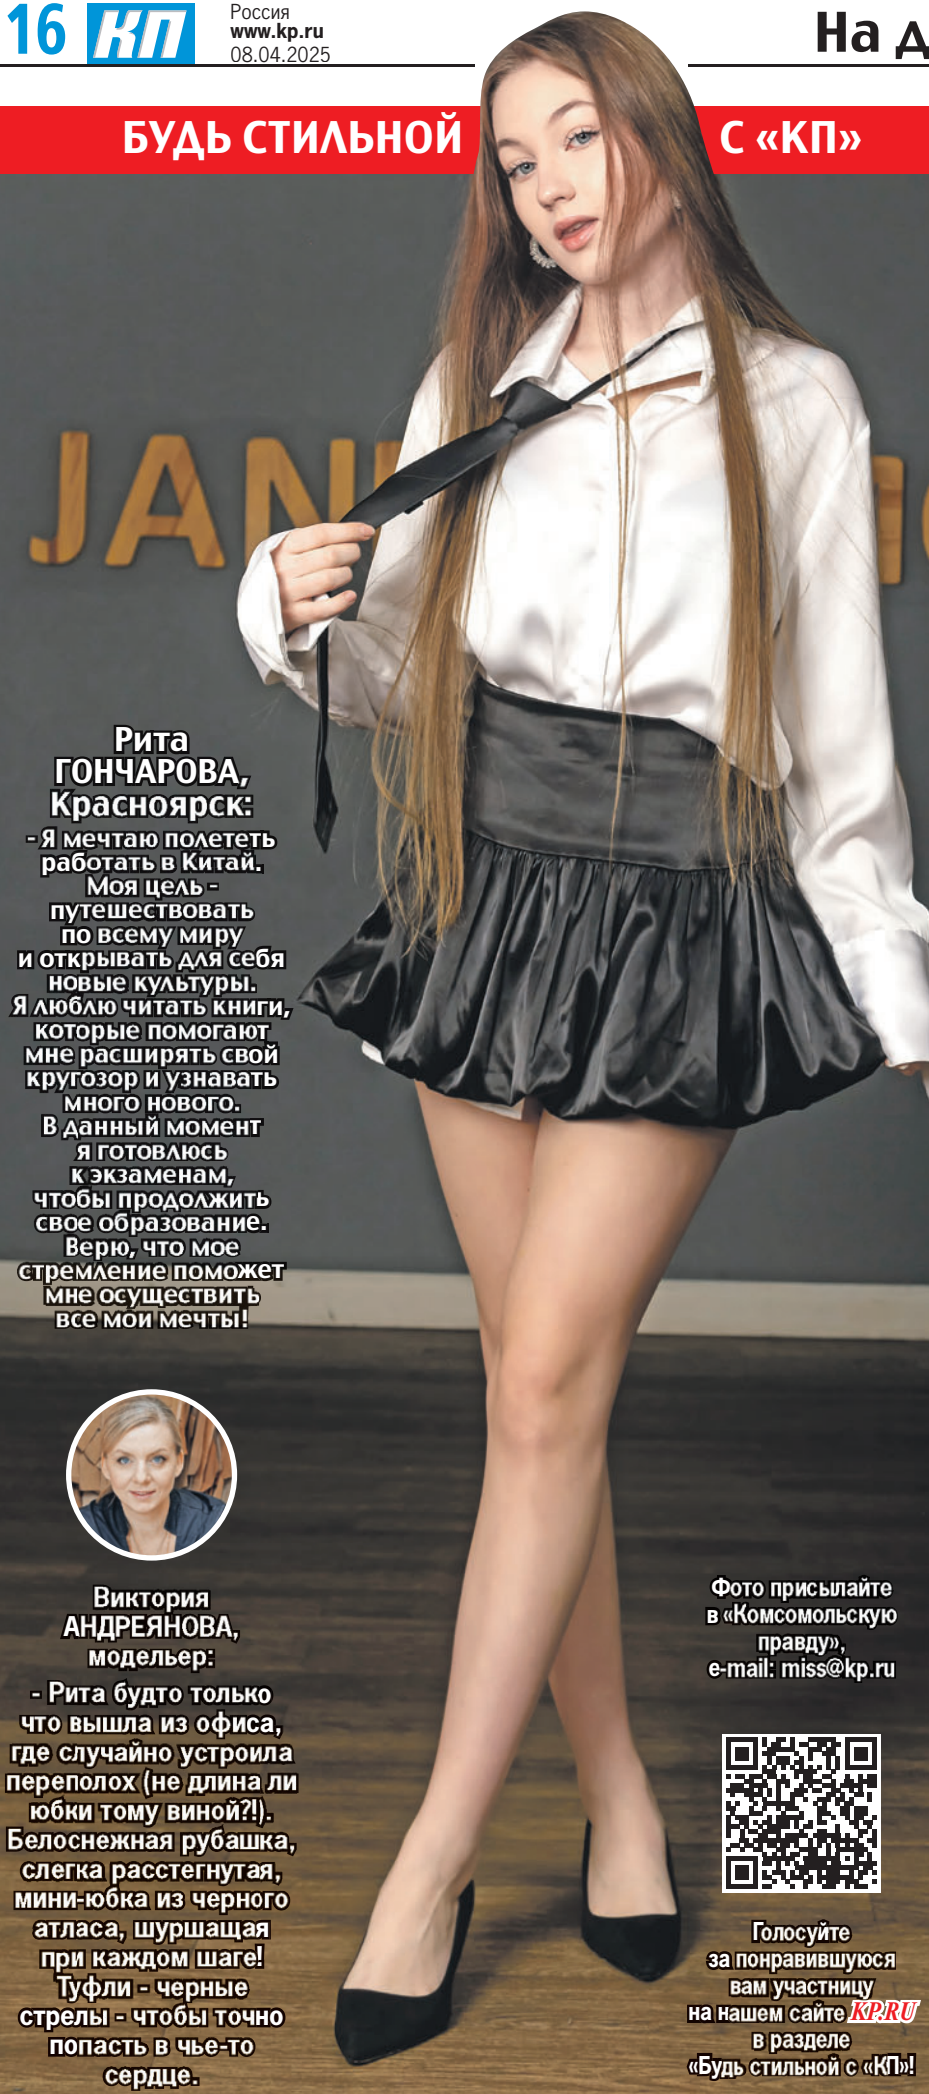 16
КП
Россия
www.kp.ru
08.04.2025
На д
БУДЬ СТИЛЬНОЙ С «КП»
JAN
Рита
ГОНЧАРОВА,
Красноярск:
- Я мечтаю полететь
работать в Китай.
Моя цель -
путешествовать
по всему миру
и открывать для себя
новые культуры.
Я люблю читать книги,
которые помогают
мне расширять свой
кругозор и узнавать
много нового.
В данный момент
я готовлюсь
к экзаменам,
чтобы продолжить
свое образование.
Верю, что мое
стремление поможет
мне осуществить
все мои мечты!
Виктория
АНДРЕЯНОВА,
модельер:
- Рита будто только
что вышла из офиса,
где случайно устроила
переполох (не длина ли
юбки тому виной?!).
Белоснежная рубашка,
слегка расстегнутая,
мини-юбка из черного
атласа, шуршащая
при каждом шаге!
Туфли - черные
стрелы - чтобы точно
попасть в чье-то
сердце.
Фото присылайте
в «Комсомольскую
правду»,
e-mail: miss@kp.ru
Голосуйте
за понравившуюся
вам участницу
на нашем сайте KP.RU
в разделе
«Будь стильной с «КП»!